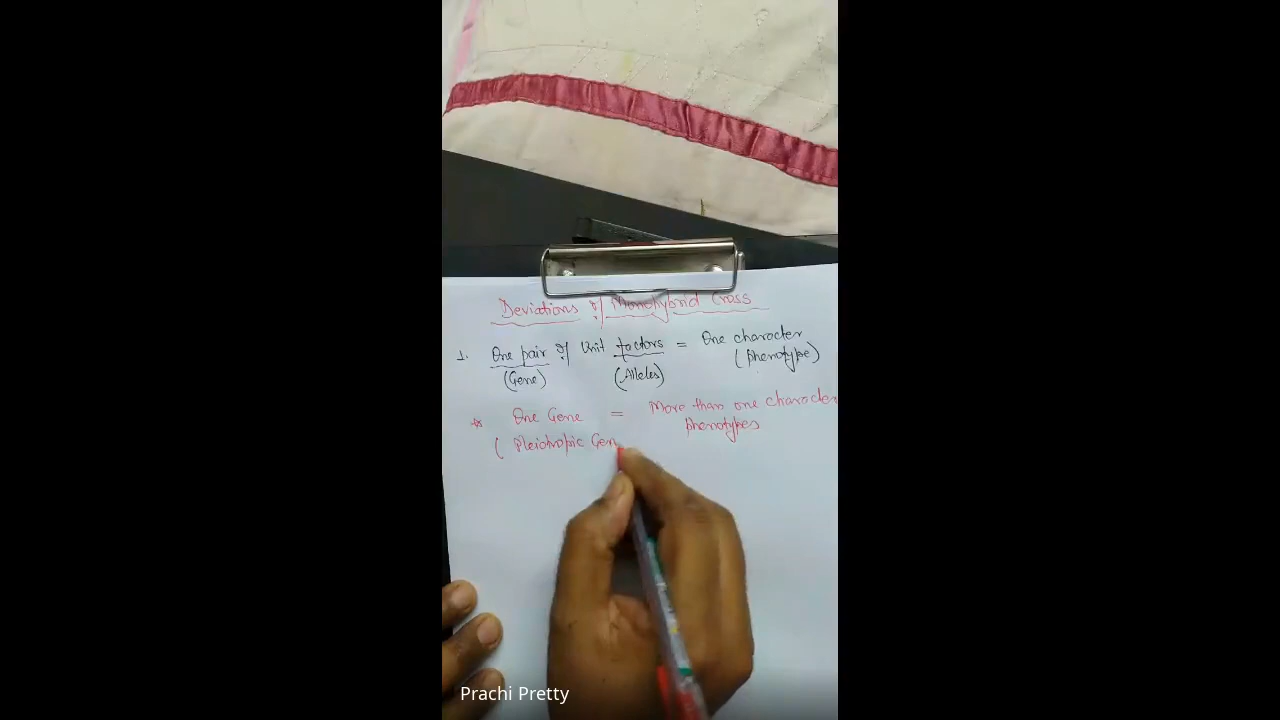 Deviations of Monohybrid Cross
1. One pair of Unit factors = One character
(Gene) (Alleles) (Phenotype)
One Gene = More than one character
phenotypes
( Pleiotropic Gen
Prachi Pretty